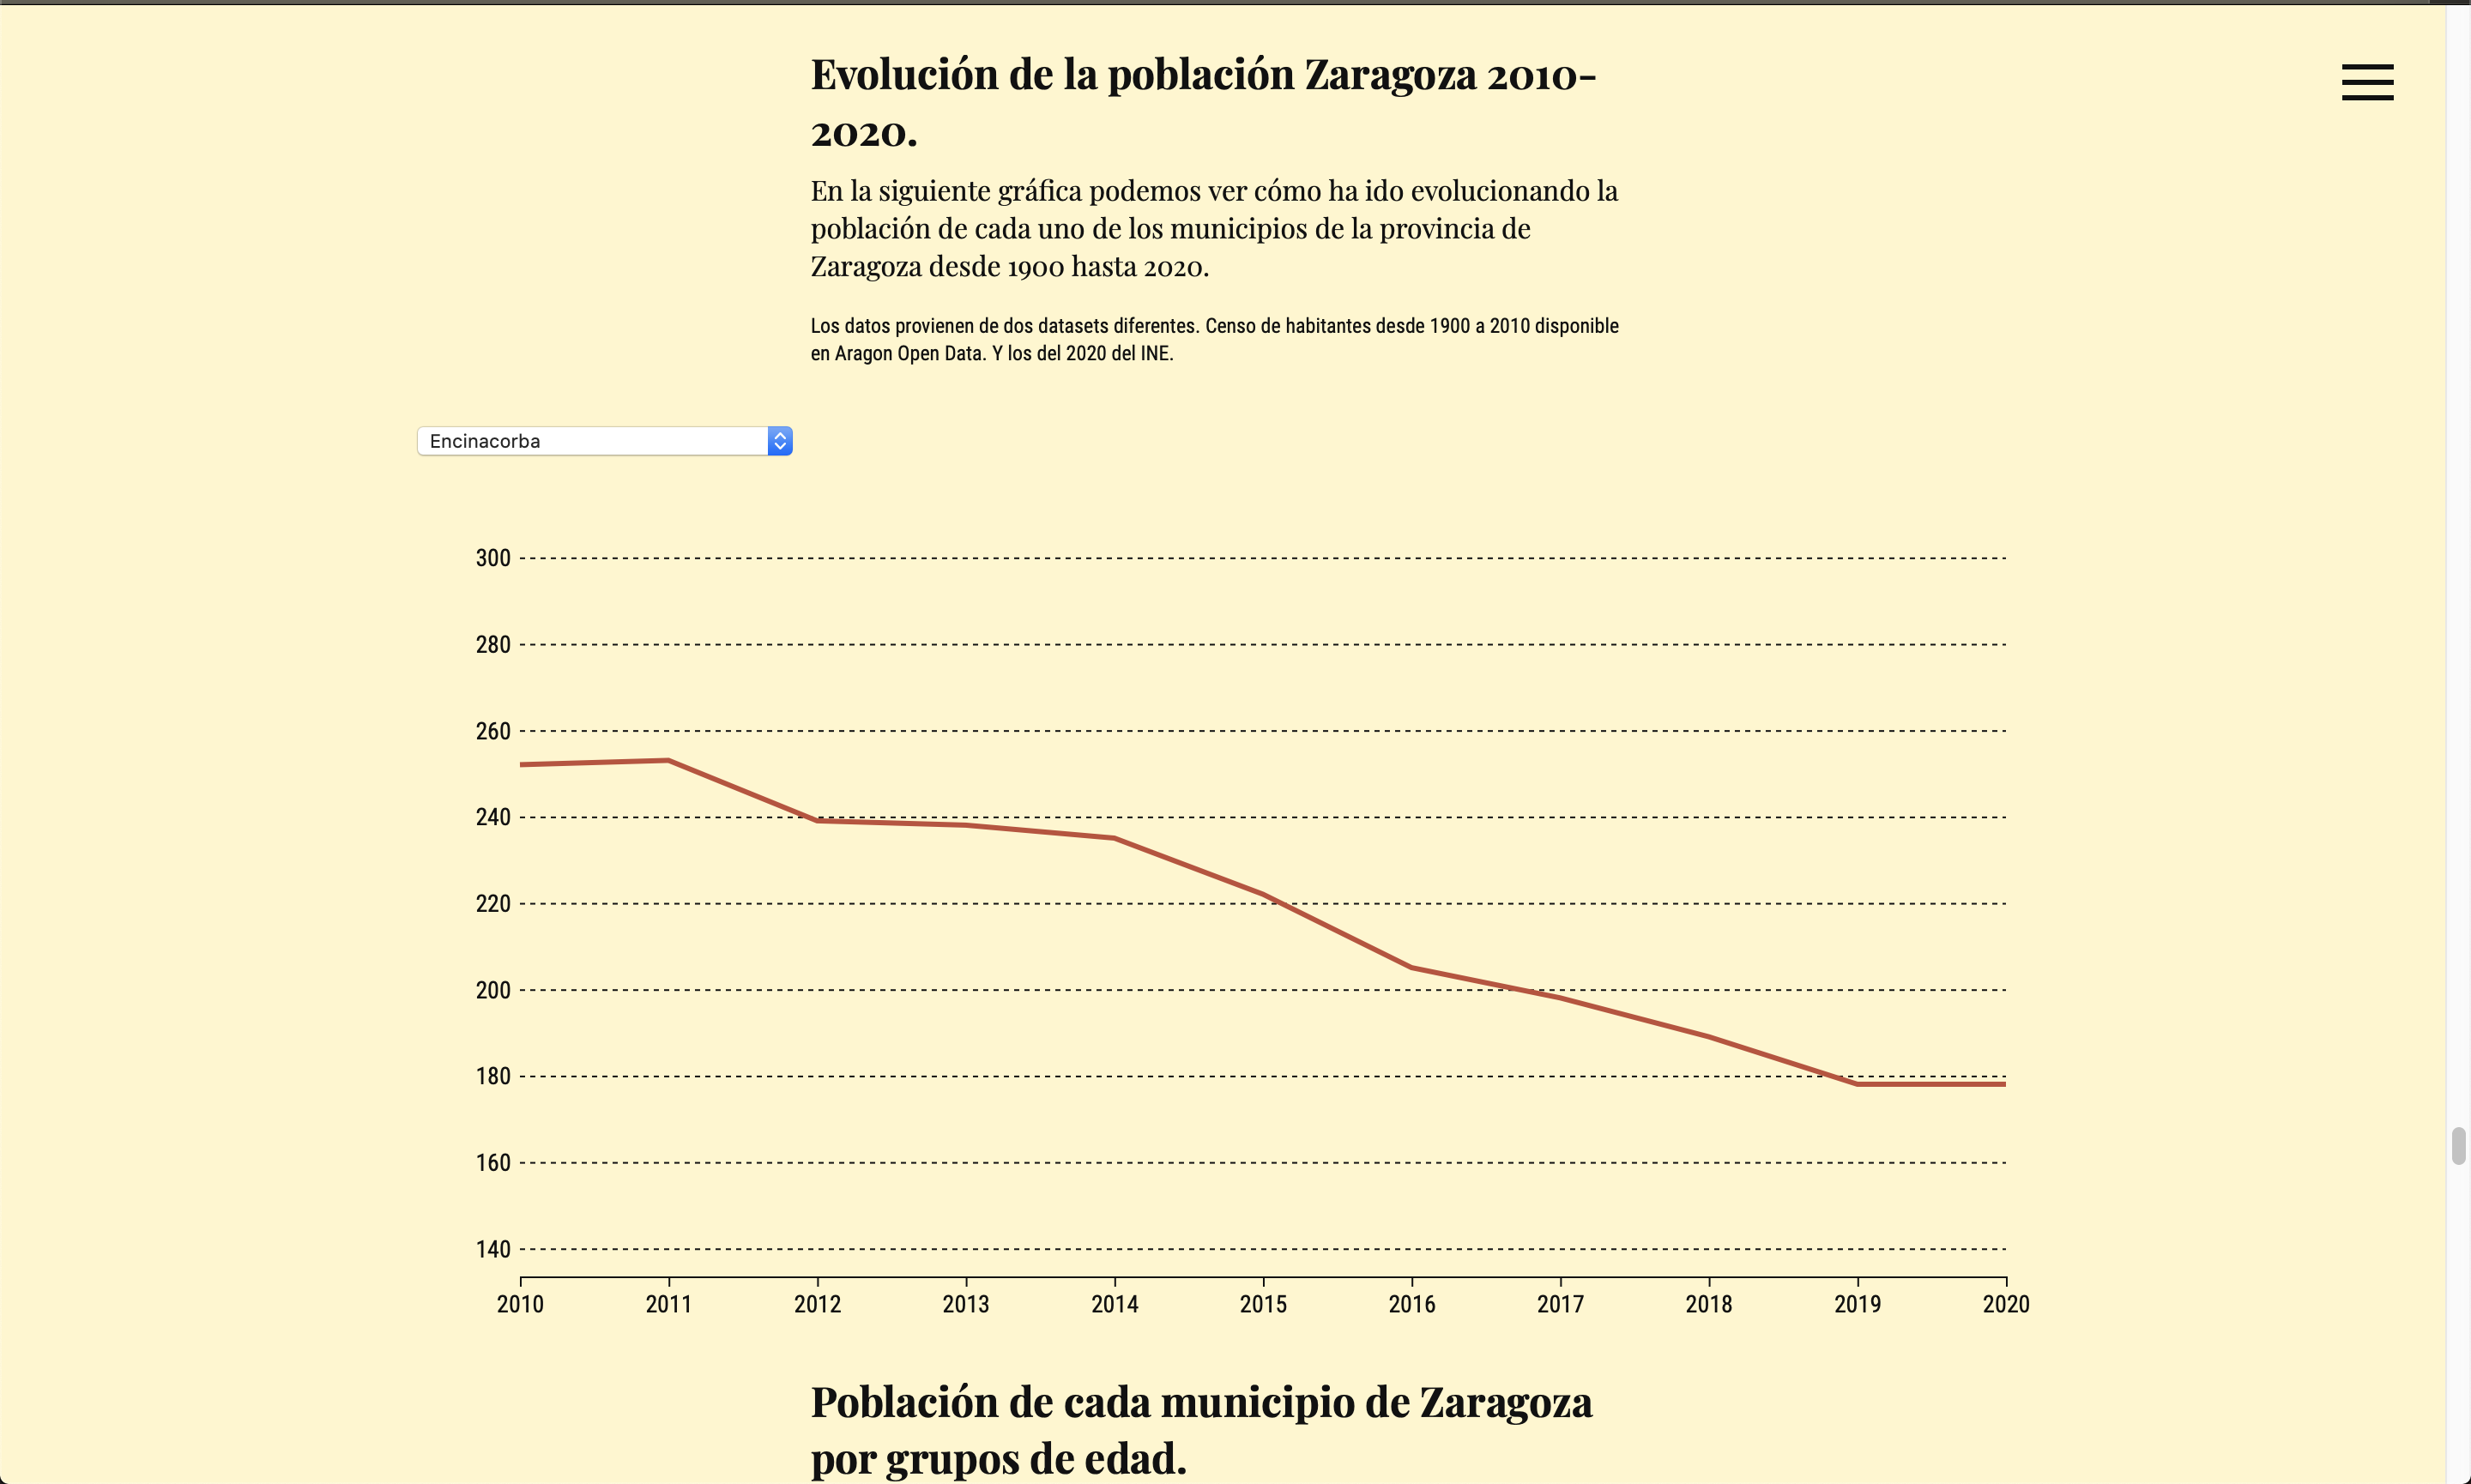 Evolución de la población Zaragoza 2010-
2020.
En la siguiente gráfica podemos ver cómo ha ido evolucionando la
población de cada uno de los municipios de la provincia de
Zaragoza desde 1900 hasta 2020.
Los datos provienen de dos datasets diferentes. Censo de habitantes desde 1900 a 2010 disponible
en Aragon Open Data. Y los del 2020 del INE.
Encinacorba
300
280
260
240
220
200
180
160
140
2010 2011 2012 2013 2014 2015 2016 2017 2018 2019 2020
Población de cada municipio de Zaragoza
por grupos de edad.